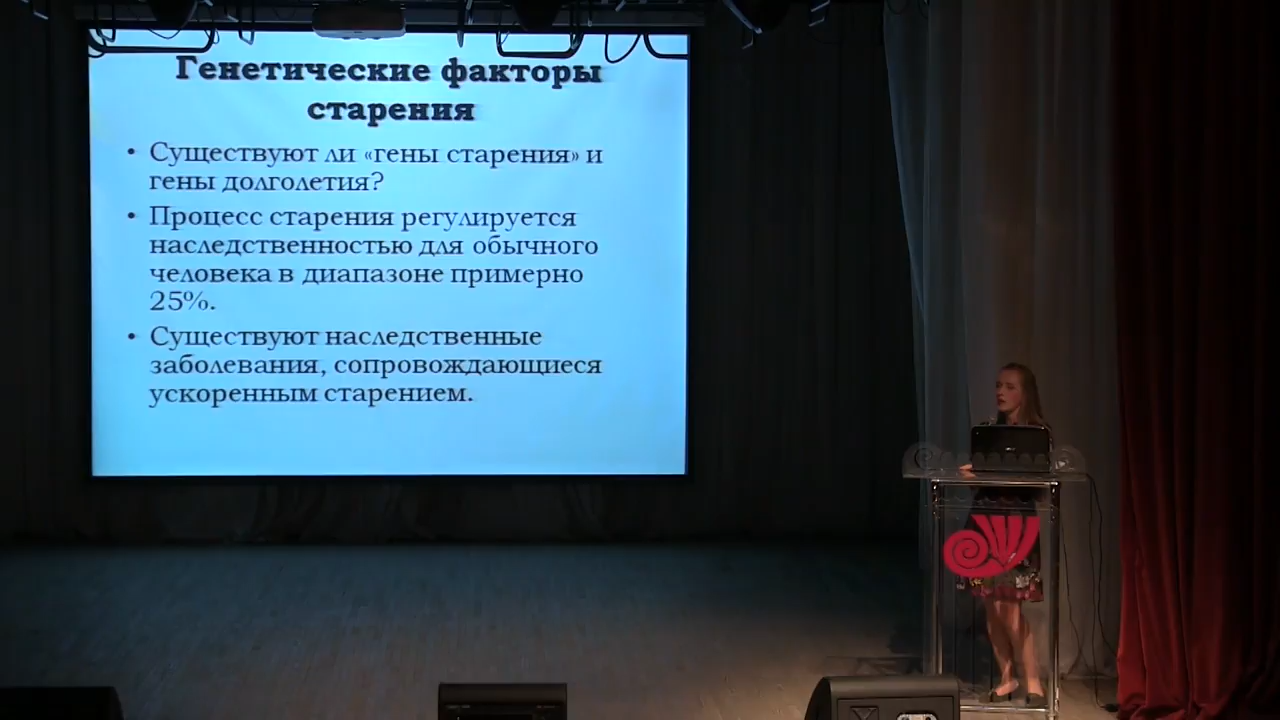 Генетические факторы
старения
• Существуют ли «гены старения» и
гены долголетия?
• Процесс старения регулируется
наследственностью для обычного
человека в диапазоне примерно
25%.
• Существуют наследственные
заболевания, сопровождающиеся
ускоренным старением.